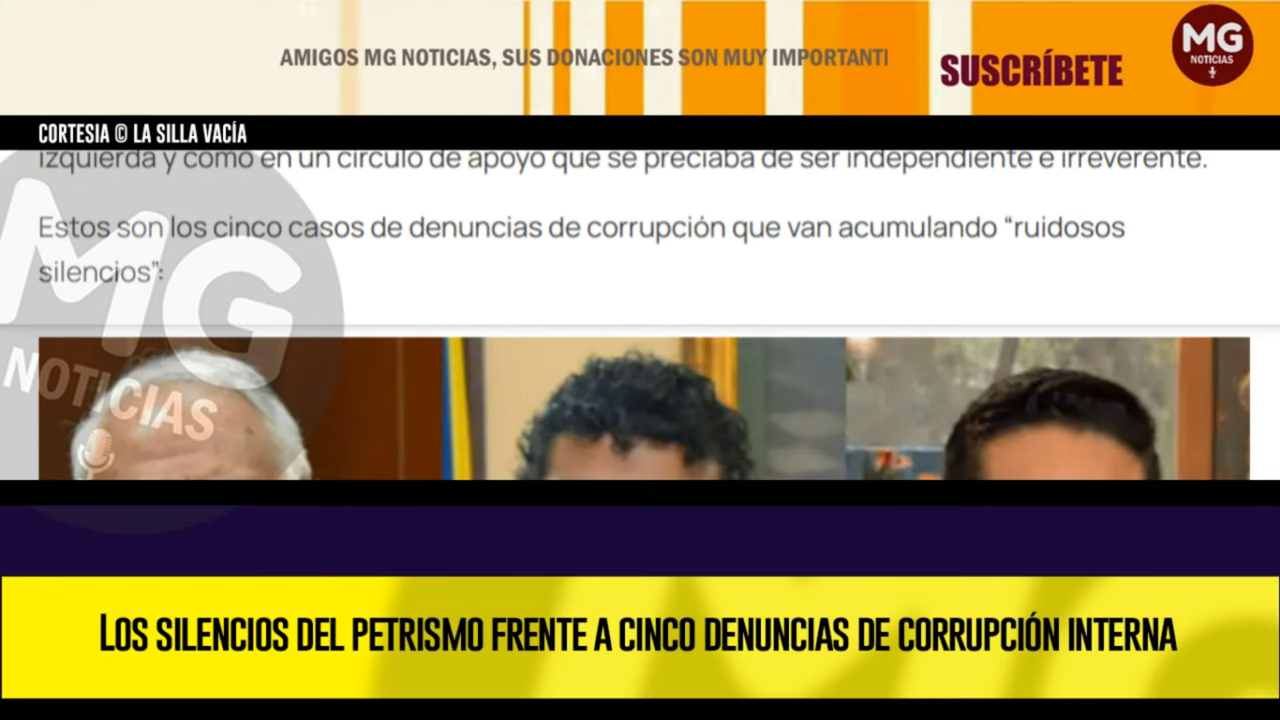 AMIGOS MG NOTICIAS, SUS DONACIONES SON MUY IMPORTANT
SUSCRÍBETE
MG
NOTICIAS
CORTESIA © LA SILLA VACÍA
izquierda y cómo en un círculo de apoyo que se preciaba de ser independiente e irreverente.
Estos son los cinco casos de denuncias de corrupción que van acumulando “ruidosos
silencios”:
MG
NOTICIAS
LOS SILENCIOS DEL PETRISMO FRENTE A CINCO DENUNCIAS DE CORRUPCIÓN INTERNA